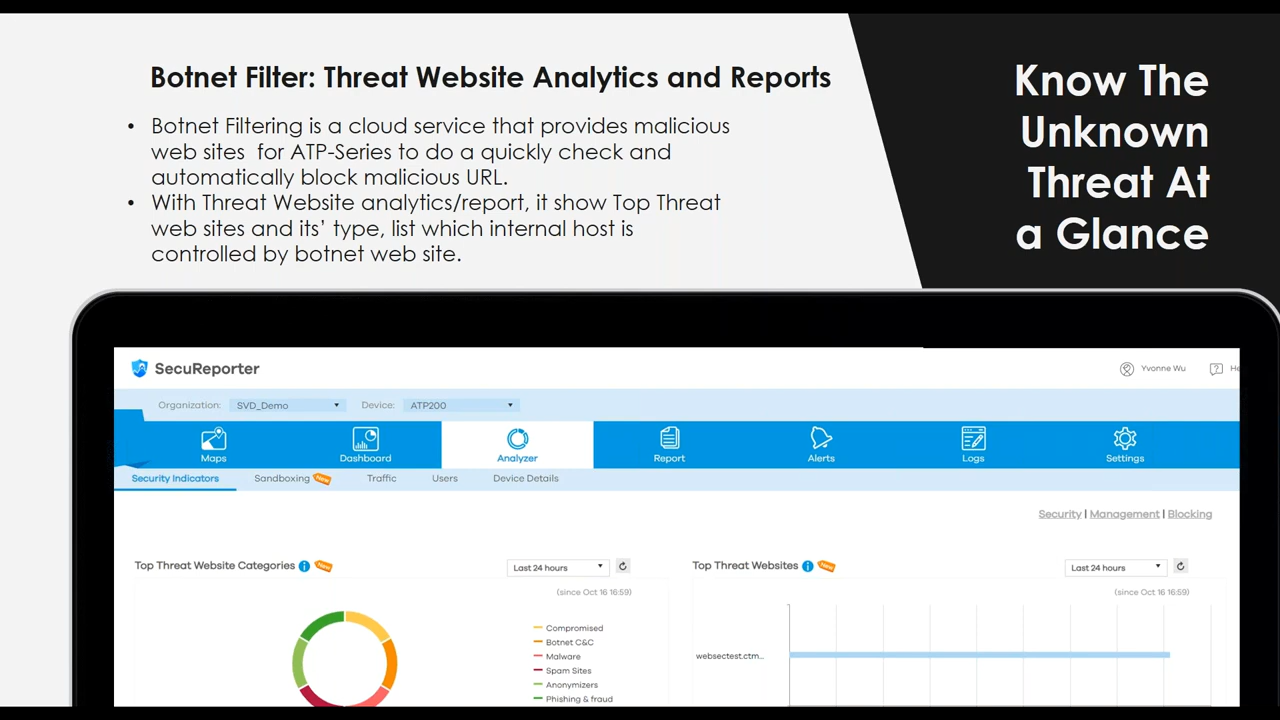 Botnet Filter: Threat Website Analytics and Reports
• Botnet Filtering is a cloud service that provides malicious
web sites for ATP-Series to do a quickly check and
automatically block malicious URL.
• With Threat Website analytics/report, it show Top Threat
web sites and its’ type, list which internal host is
controlled by botnet web site.
Know The
Unknown
Threat At
a Glance
SecuReporter
Yvonne Wu
He
Organization: SVD_Demo Device: ATP200
Maps Dashboard Analyzer Report Alerts Logs Settings
Security Indicators Sandboxing New Traffic Users Device Details
Security | Management | Blocking
Top Threat Website Categories New Last 24 hours
(since Oct 16 16:59)
Compromised
Botnet C&C
Malware
Spam Sites
Anonymizers
Phishing & fraud
Top Threat Websites New Last 24 hours
(since Oct 16 16:59)
websectest.ctm...